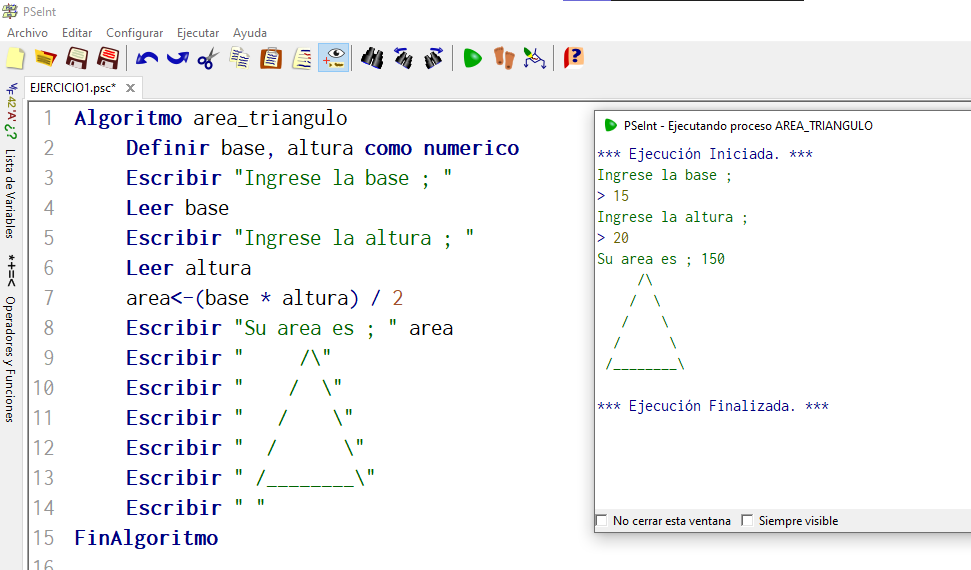 PSeInt
Archivo Editar Configurar Ejecutar Ayuda
EJERCICIO1.psc* x
42 'A' ¿?
Lista de Variables
*+=<
Operadores y Funciones
1 Algoritmo area_triangulo
2 Definir base, altura como numerico
3 Escribir "Ingrese la base ; "
4 Leer base
5 Escribir "Ingrese la altura ; "
6 Leer altura
7 area<-(base * altura) / 2
8 Escribir "Su area es ; " area
9 Escribir "     /\"
10 Escribir "    /  \"
11 Escribir "   /    \"
12 Escribir "  /      \"
13 Escribir " /________\"
14 Escribir " "
15 FinAlgoritmo
16
PSeInt - Ejecutando proceso AREA_TRIANGULO
*** Ejecución Iniciada. ***
Ingrese la base ;
> 15
Ingrese la altura ;
> 20
Su area es ; 150
     /\
    /  \
   /    \
  /      \
 /________\
*** Ejecución Finalizada. ***
No cerrar esta ventana Siempre visible